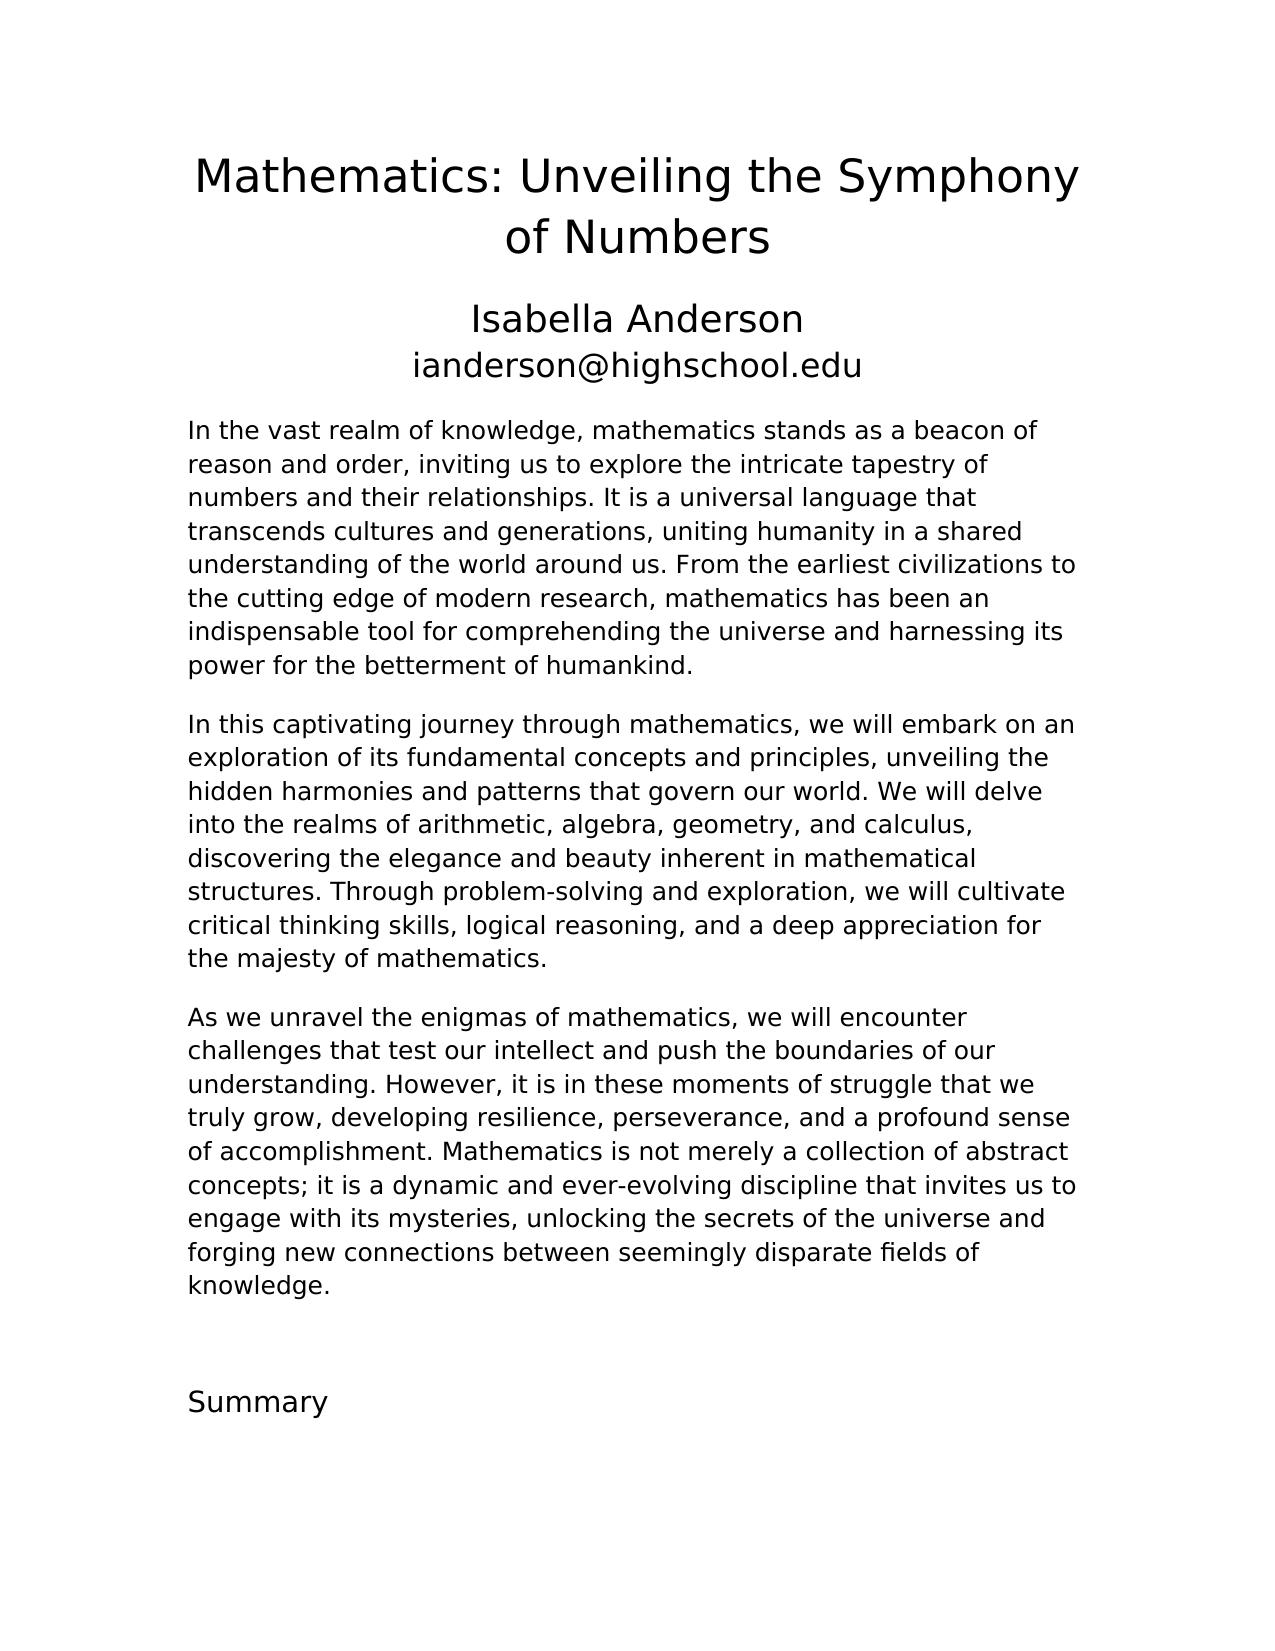 Mathematics: Unveiling the Symphony
of Numbers
Isabella Anderson
ianderson@highschool.edu
In the vast realm of knowledge, mathematics stands as a beacon of
reason and order, inviting us to explore the intricate tapestry of
numbers and their relationships. It is a universal language that
transcends cultures and generations, uniting humanity in a shared
understanding of the world around us. From the earliest civilizations to
the cutting edge of modern research, mathematics has been an
indispensable tool for comprehending the universe and harnessing its
power for the betterment of humankind.
In this captivating journey through mathematics, we will embark on an
exploration of its fundamental concepts and principles, unveiling the
hidden harmonies and patterns that govern our world. We will delve
into the realms of arithmetic, algebra, geometry, and calculus,
discovering the elegance and beauty inherent in mathematical
structures. Through problem-solving and exploration, we will cultivate
critical thinking skills, logical reasoning, and a deep appreciation for
the majesty of mathematics.
As we unravel the enigmas of mathematics, we will encounter
challenges that test our intellect and push the boundaries of our
understanding. However, it is in these moments of struggle that we
truly grow, developing resilience, perseverance, and a profound sense
of accomplishment. Mathematics is not merely a collection of abstract
concepts; it is a dynamic and ever-evolving discipline that invites us to
engage with its mysteries, unlocking the secrets of the universe and
forging new connections between seemingly disparate fields of
knowledge.
Summary